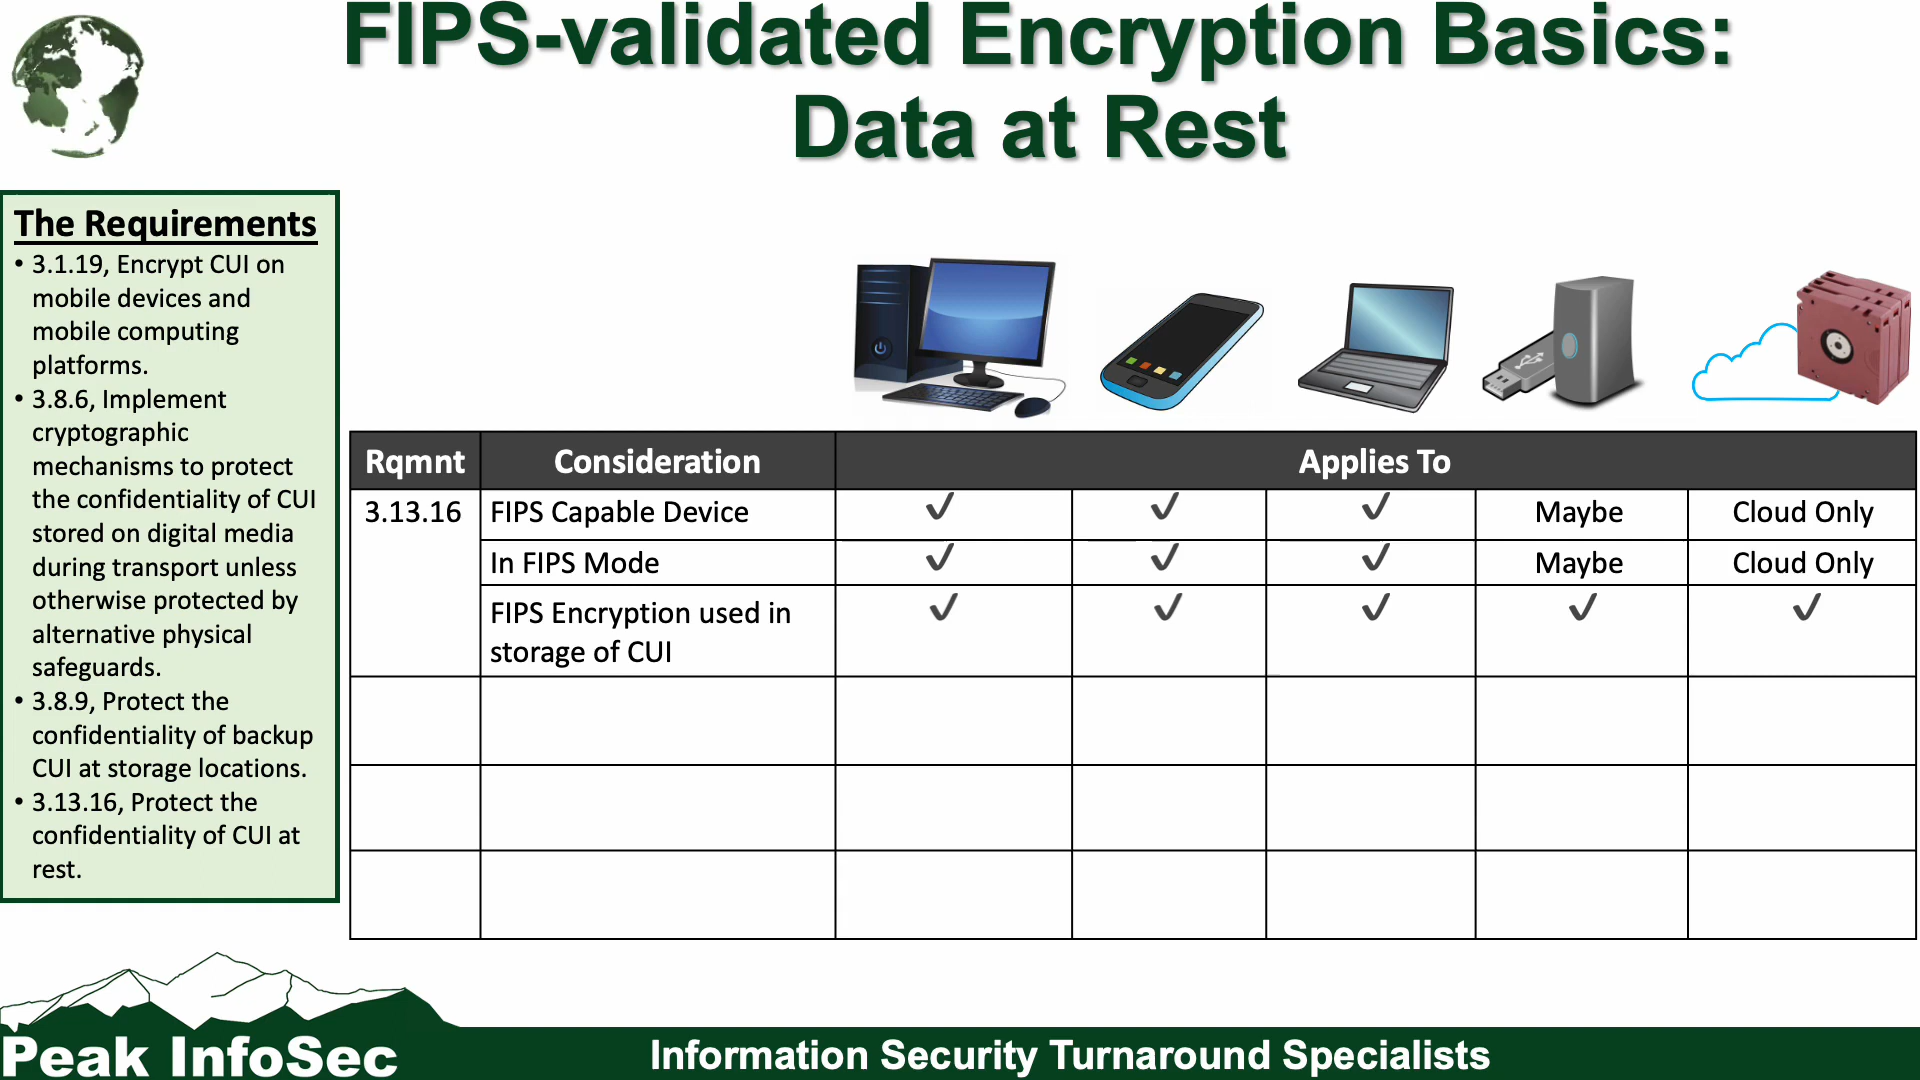 FIPS-validated Encryption Basics:
Data at Rest
The Requirements
• 3.1.19, Encrypt CUI on
mobile devices and
mobile computing
platforms.
• 3.8.6, Implement
cryptographic
mechanisms to protect
the confidentiality of CUI
stored on digital media
during transport unless
otherwise protected by
alternative physical
safeguards.
• 3.8.9, Protect the
confidentiality of backup
CUI at storage locations.
• 3.13.16, Protect the
confidentiality of CUI at
rest.
Rqmnt Consideration Applies To
3.13.16 FIPS Capable Device ✓ ✓ ✓ Maybe Cloud Only
In FIPS Mode ✓ ✓ ✓ Maybe Cloud Only
FIPS Encryption used in ✓ ✓ ✓ ✓ ✓
storage of CUI
Peak InfoSec
Information Security Turnaround Specialists